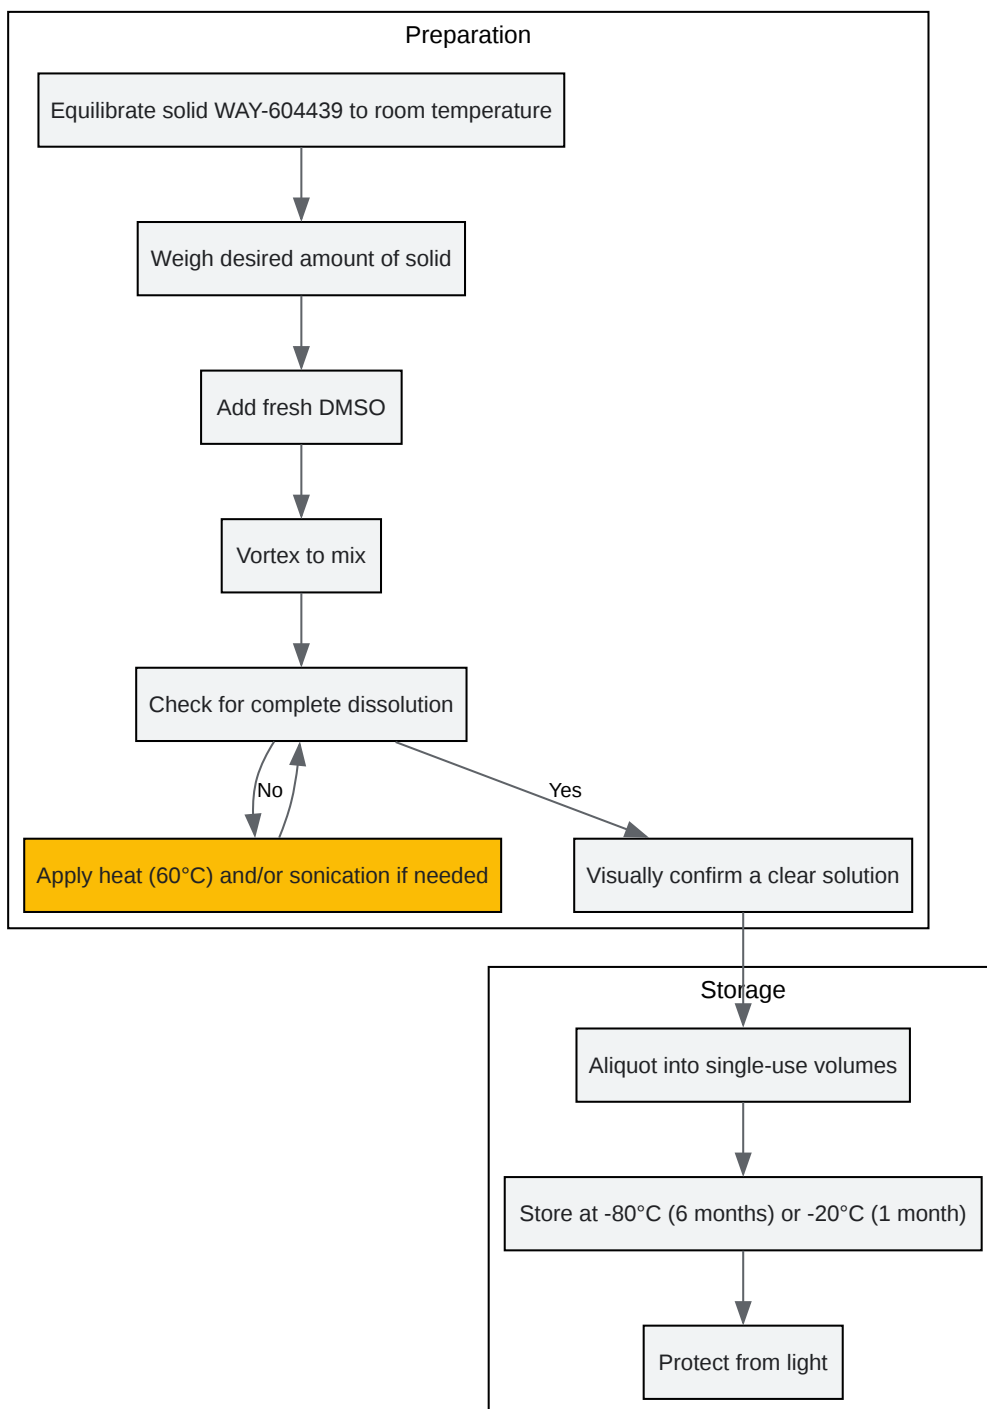 Preparation
Equilibrate solid WAY-604439 to room temperature
Weigh desired amount of solid
Add fresh DMSO
Vortex to mix
Check for complete dissolution
No
Yes
Apply heat (60°C) and/or sonication if needed
Visually confirm a clear solution
Storage
Aliquot into single-use volumes
Store at -80°C (6 months) or -20°C (1 month)
Protect from light